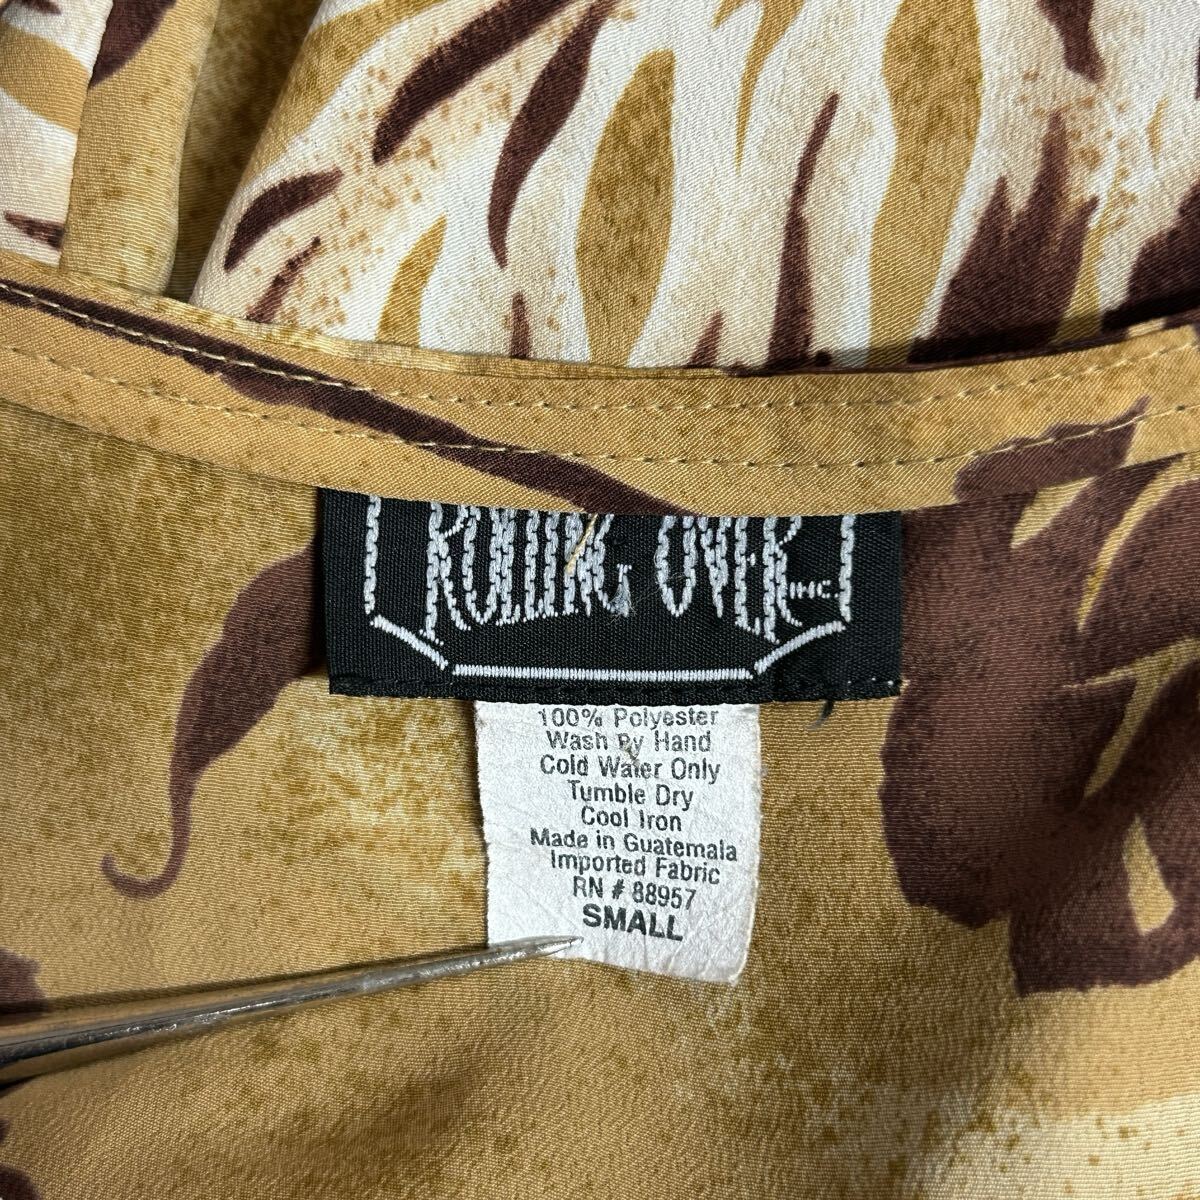 ROLLING OVER INC.
100% Polyester
Wash By Hand
Cold Water Only
Tumble Dry
Cool Iron
Made in Guatemala
Imported Fabric
RN # 88957
SMALL